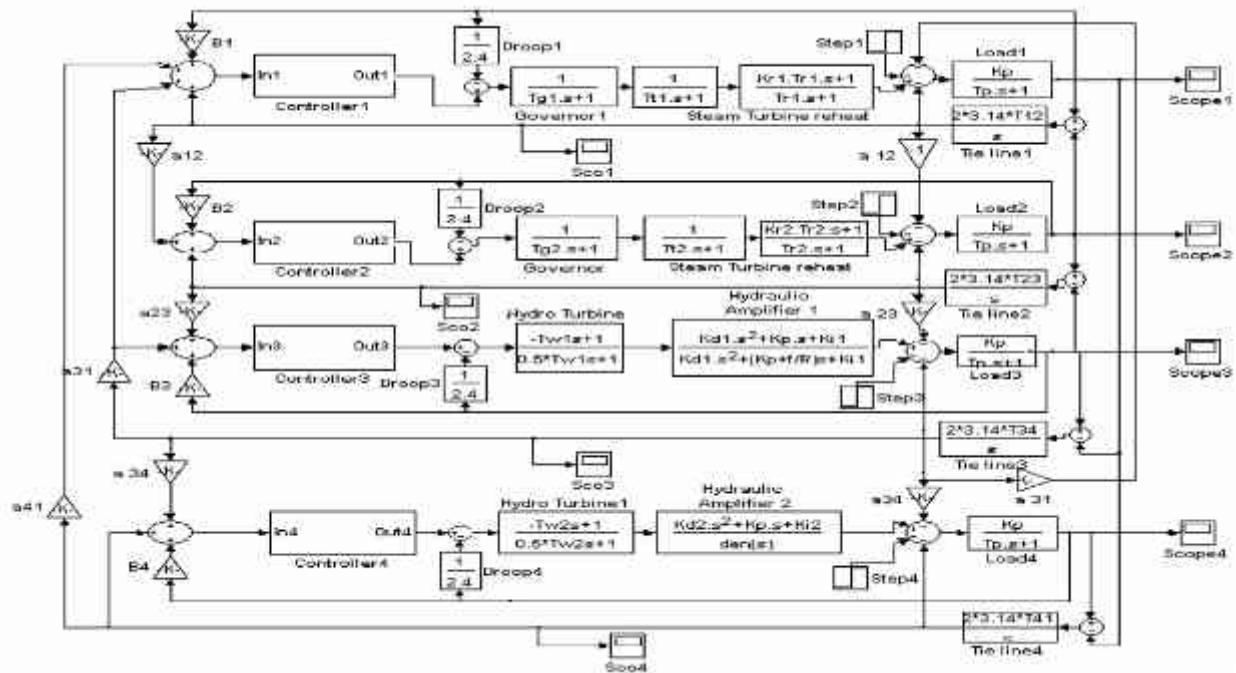 K B1
1
2.4
Droop1
Step1
Load1
In1 Out1
Controller1
1
Tg1.s+1
Governor1
1
Tt1.s+1
Kr1.Tr1.s+1
Tr1.s+1
Steam Turbine reheat
Kp
Tp.s+1
Scope1
2*3.14*T12
s
Tie line1
K a12
Sco1
a 12
1
K B2
1
2.4
Droop2
Step2
Load2
In2 Out2
Controller2
1
Tg2.s+1
Governor
1
Tt2.s+1
Kr2.Tr2.s+1
Tr2.s+1
Steam Turbine reheat
Kp
Tp.s+1
Scope2
2*3.14*T23
s
Tie line2
a23 K
Sco2
Hydro Turbine
Hydraulic
Amplifier 1
a 23 K
In3 Out3
Controller3
-Tw1s+1
0.5*Tw1s+1
Kd1.s²+Kp.s+Ki1
Kd1.s²+(Kp+f/R)s+Ki1
Kp
Tp.s+1
Load3
Scope3
a31 K
B3 K
Droop3
1
2.4
Step3
2*3.14*T34
s
Tie line3
a 34 K
Sco3
a41 K
Hydro Turbine1
Hydraulic
Amplifier 2
a34 K
a 31
In4 Out4
Controller4
-Tw2s+1
0.5*Tw2s+1
Kd2.s²+Kp.s+Ki2
den(s)
Kp
Tp.s+1
Load4
Scope4
B4 K
1
2.4
Droop4
Step4
2*3.14*T41
s
Tie line4
Sco4